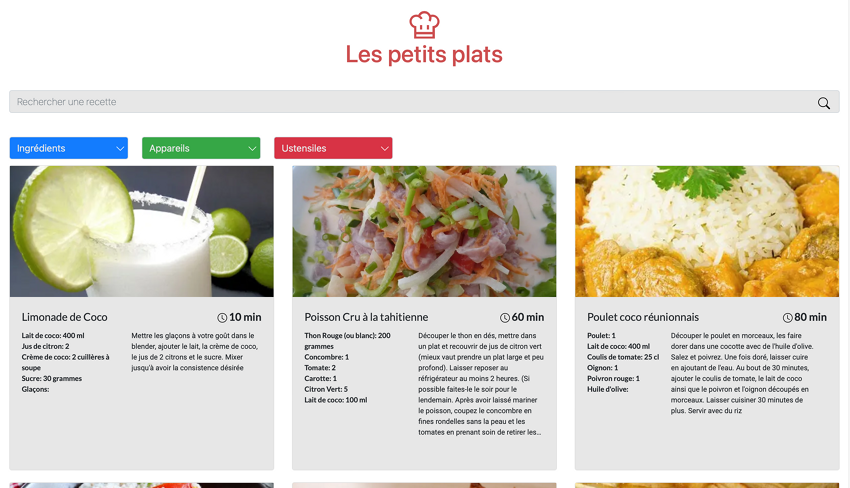 Les petits plats
Rechercher une recette
Ingrédients
Appareils
Ustensiles
Limonade de Coco
10 min
Lait de coco: 400 ml
Jus de citron: 2
Crème de coco: 2 cuillères à
soupe
Sucre: 30 grammes
Glaçons:
Mettre les glaçons à votre goût dans le
blender, ajouter le lait, la crème de coco,
le jus de 2 citrons et le sucre. Mixer
jusqu'à avoir la consistence désirée
Poisson Cru à la tahitienne
60 min
Thon Rouge (ou blanc): 200
grammes
Concombre: 1
Tomate: 2
Carotte: 1
Citron Vert: 5
Lait de coco: 100 ml
Découper le thon en dés, mettre dans
un plat et recouvrir de jus de citron vert
(mieux vaut prendre un plat large et peu
profond). Laisser reposer au
réfrigérateur au moins 2 heures. (Si
possible faites-le le soir pour le
lendemain. Après avoir laissé mariner
le poisson, coupez le concombre en
fines rondelles sans la peau et les
tomates en prenant soin de retirer les...
Poulet coco réunionnais
80 min
Poulet: 1
Lait de coco: 400 ml
Coulis de tomate: 25 cl
Oignon: 1
Poivron rouge: 1
Huile d'olive:
Découper le poulet en morceaux, les faire
dorer dans une cocotte avec de l'huile d'olive.
Salez et poivrez. Une fois doré, laisser cuire
en ajoutant de l'eau. Au bout de 30 minutes,
ajouter le coulis de tomate, le lait de coco
ainsi que le poivron et l'oignon découpés en
morceaux. Laisser cuisiner 30 minutes de
plus. Servir avec du riz